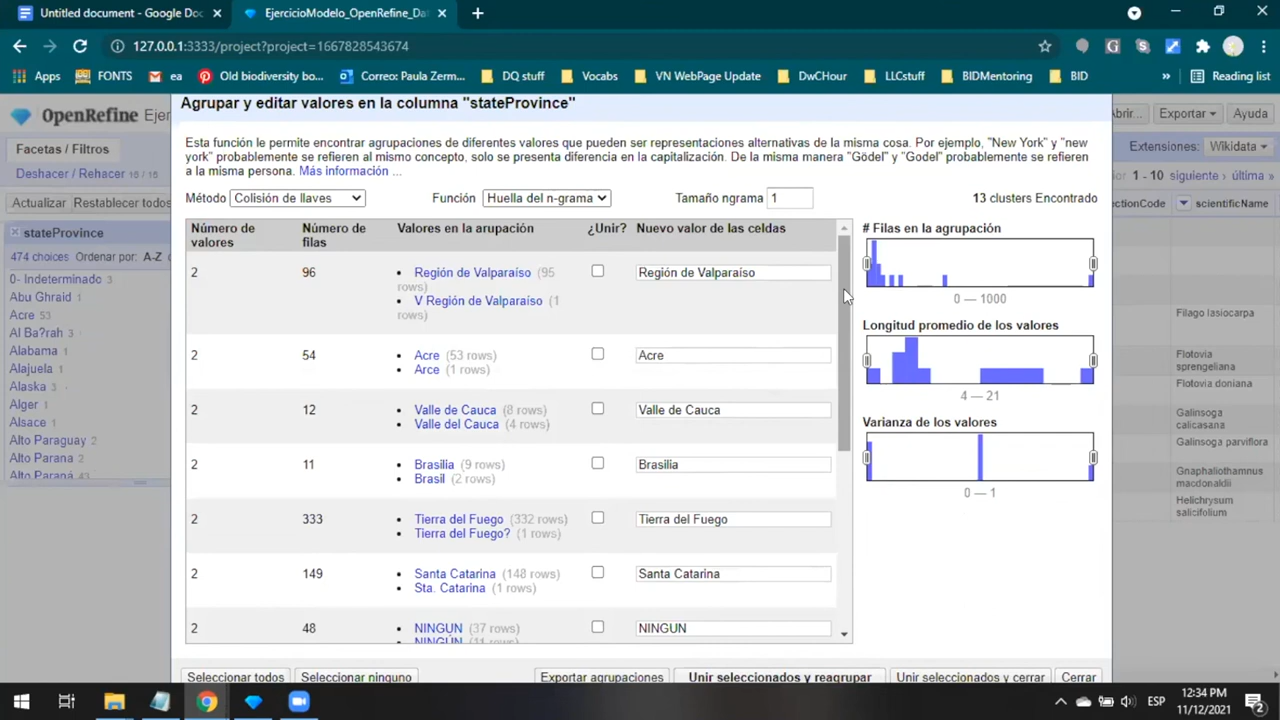 Untitled document - Google Doc
EjercicioModelo_OpenRefine_Da
127.0.0.1:3333/project?project=1667828543674
Apps
FONTS
ea
Old biodiversity bo...
Correo: Paula Zerm...
DQ stuff
Vocabs
VN WebPage Update
DwCHour
LLCstuff
BIDMentoring
BID
»
Reading list
OpenRefine Ejer
Abrir...
Exportar
Ayuda
Facetas / Filtros
Deshacer / Rehacer 16 / 16
Extensiones: Wikidata
1 - 10 siguiente › última »
Actualizar
Restablecer todos
ectionCode
scientificName
stateProvince
474 choices Ordenar por: A-Z
0- Indeterminado 3
Abu Ghraid 1
Acre 53
Al Ba?rah 3
Alabama 1
Alajuela 1
Alaska 3
Alger 1
Alsace 1
Alto Paraguay 2
Alto Parana 2
Alto Paraná 43
Agrupar y editar valores en la columna "stateProvince"
Esta función le permite encontrar agrupaciones de diferentes valores que pueden ser representaciones alternativas de la misma cosa. Por ejemplo, "New York" y "new
york" probablemente se refieren al mismo concepto, solo se presenta diferencia en la capitalización. De la misma manera "Gödel" y "Godel" probablemente se refieren
a la misma persona. Más información ...
Método Colisión de llaves
Función Huella del n-grama
Tamaño ngrama 1
13 clusters Encontrado
Número de valores
Número de filas
Valores en la arupación
¿Unir?
Nuevo valor de las celdas
2
96
Región de Valparaíso (95 rows)
V Región de Valparaíso (1 rows)
Región de Valparaíso
2
54
Acre (53 rows)
Arce (1 rows)
Acre
2
12
Valle de Cauca (8 rows)
Valle del Cauca (4 rows)
Valle de Cauca
2
11
Brasilia (9 rows)
Brasil (2 rows)
Brasilia
2
333
Tierra del Fuego (332 rows)
Tierra del Fuego? (1 rows)
Tierra del Fuego
2
149
Santa Catarina (148 rows)
Sta. Catarina (1 rows)
Santa Catarina
2
48
NINGUN (37 rows)
NINGÚN (11 rows)
NINGUN
# Filas en la agrupación
0 — 1000
Longitud promedio de los valores
4 — 21
Varianza de los valores
0 — 1
Filago lasiocarpa
Flotovia sprengeliana
Flotovia doniana
Galinsoga calicasana
Galinsoga parviflora
Gnaphaliothamnus macdonaldii
Helichrysum salicifolium
Seleccionar todos
Seleccionar ninguno
Exportar agrupaciones
Unir seleccionados y reagrupar
Unir seleccionados y cerrar
Cerrar
ESP
12:34 PM
11/12/2021
2